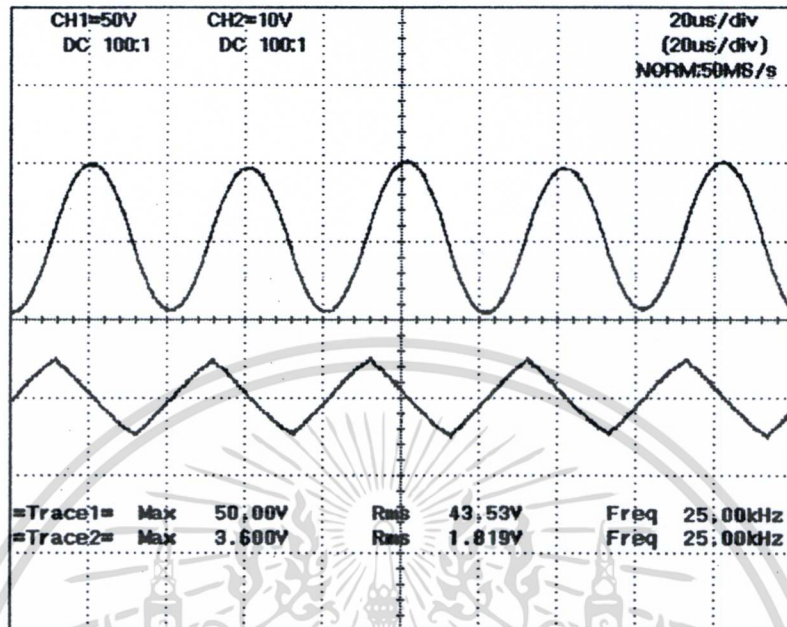 CH1=50V CH2=10V 20us/div
DC 100:1 DC 100:1 (20us/div)
NORM:50MS/s
=Trace1= Max 50.00V Rms 43.53V Freq 25.00kHz
=Trace2= Max 3.600V Rms 1.819V Freq 25.00kHz